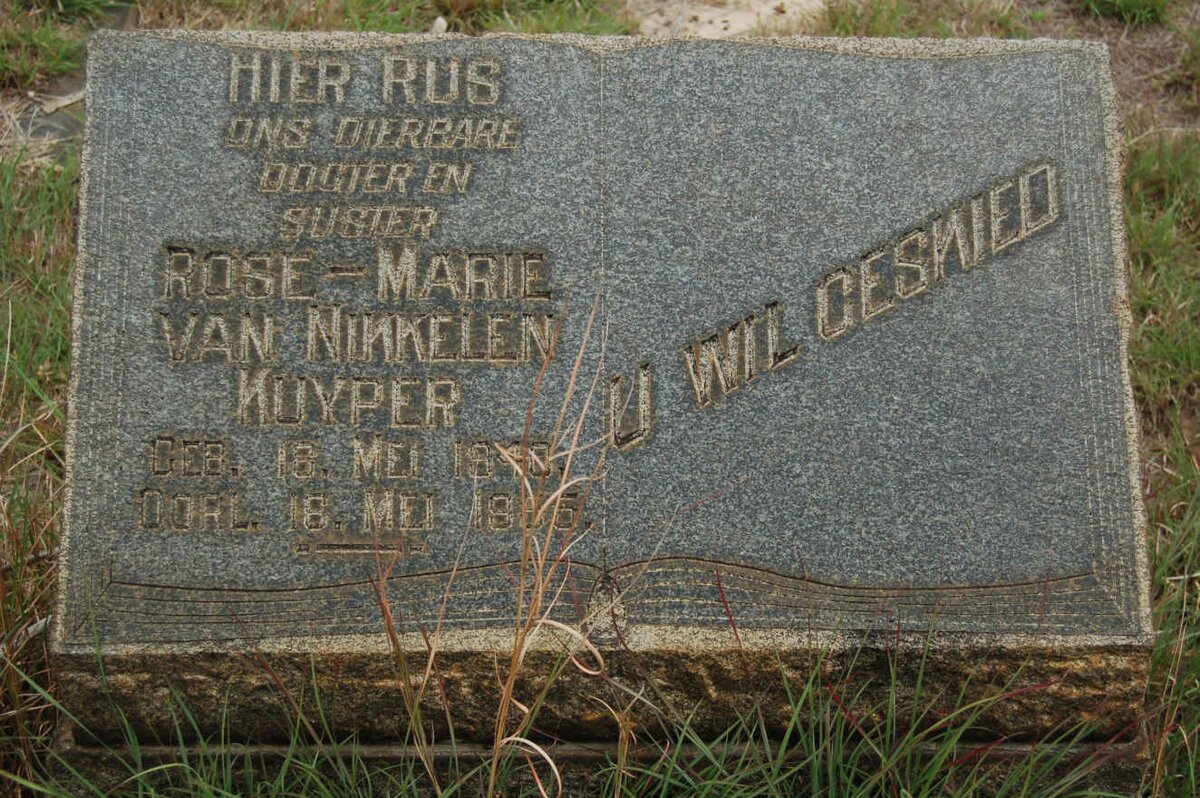 HIER RUS
ONS DIERBARE
DOGTER EN
SUSTER
ROSE-MARIE
VAN NIKKELEN
KUYPER
GEB. 18. MEI
OORL. 18. MEI
U WIL GESKIED